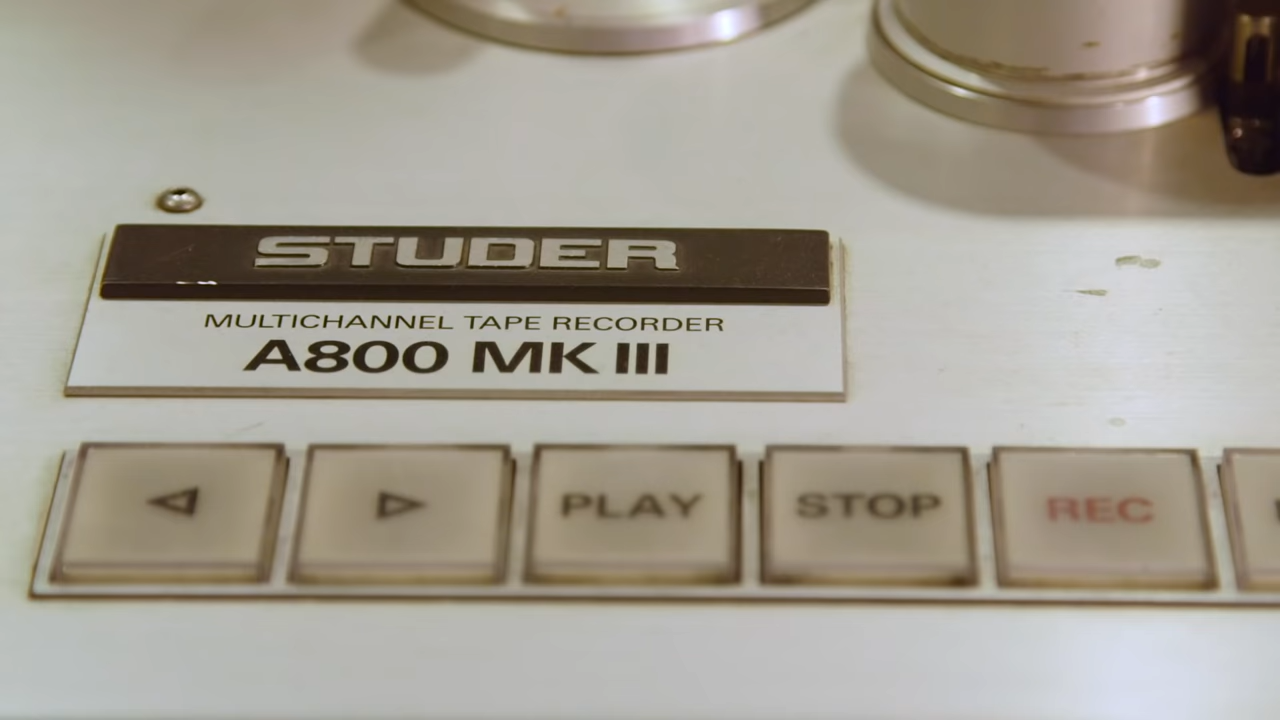 STUDER
MULTICHANNEL TAPE RECORDER
A800 MK III
PLAY STOP REC